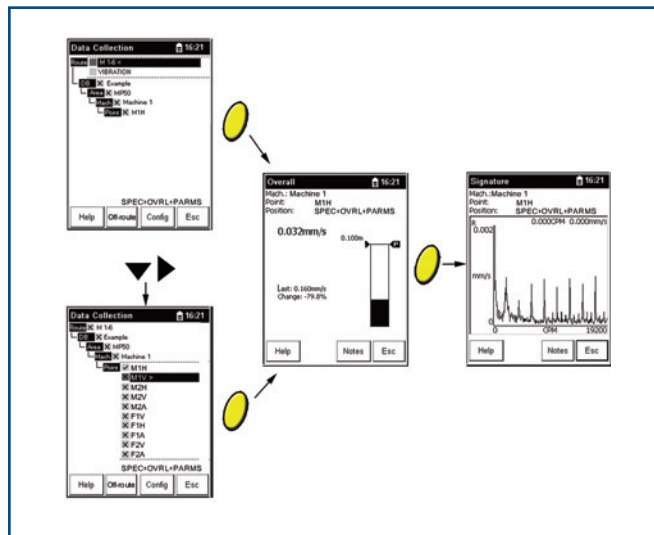 Data Collection 16:21
Route M 1-6 <
VIBRATION
DB Example
Area MP50
Mach Machine 1
Point M1H
SPEC+OVRL+PARMS
Help Off-route Config Esc
Data Collection 16:21
Route M 1-6
DB Example
Area MP50
Mach Machine 1
Point M1H
M1V >
M2H
M2V
M2A
F1V
F1H
F1A
F2V
F2A
SPEC+OVRL+PARMS
Help Off-route Config Esc
Overall 16:21
Mach.: Machine 1
Point: M1H
Position: SPEC+OVRL+PARMS
0.032mm/s
0.100m
P
Last: 0.160mm/s
Change: -79.8%
Help Notes Esc
Signature 16:21
Mach.: Machine 1
Point: M1H
Position: SPEC+OVRL+PARMS
R 0.000CPM 0.000mm/s
0.002
mm/s
0
0 CPM 19200
Help Notes Esc